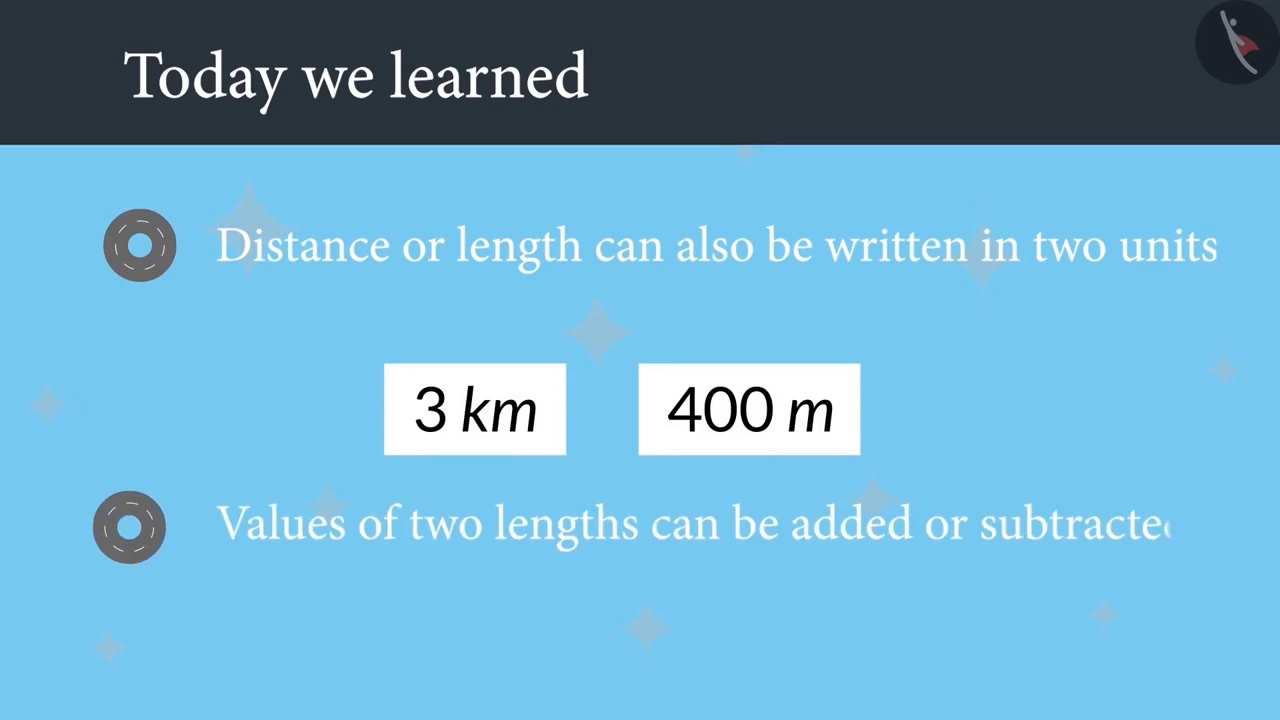 Today we learned
Distance or length can also be written in two units
3 km 400 m
Values of two lengths can be added or subtracte